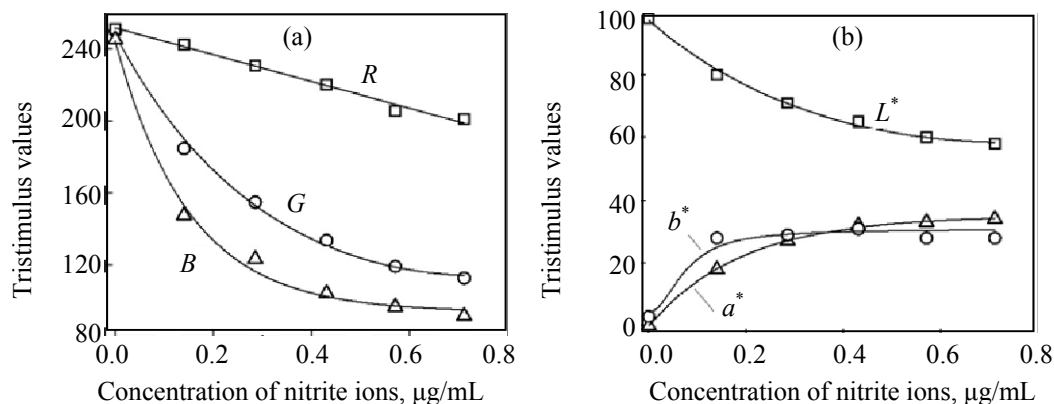 (a)
Tristimulus values
240
200
160
120
80
R
G
B
0.0 0.2 0.4 0.6 0.8
Concentration of nitrite ions, μg/mL
(b)
Tristimulus values
100
80
60
40
20
0
L*
b*
a*
0.0 0.2 0.4 0.6 0.8
Concentration of nitrite ions, μg/mL